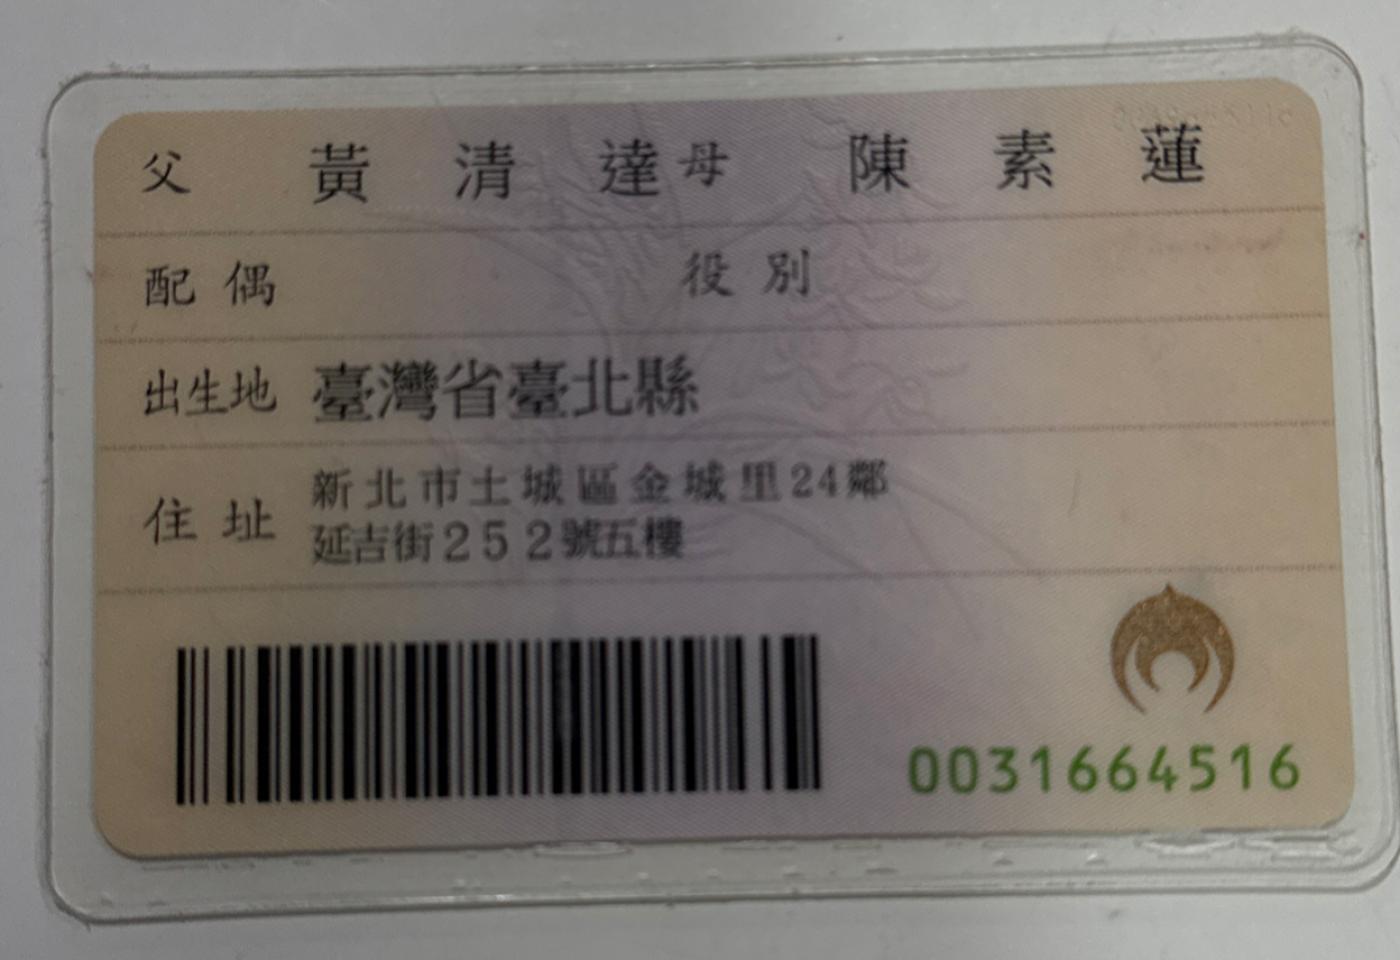 父 黃清達 母 陳素蓮
配偶 役別
出生地 臺灣省臺北縣
住址 新北市土城區金城里24鄰
延吉街252號五樓
0031664516